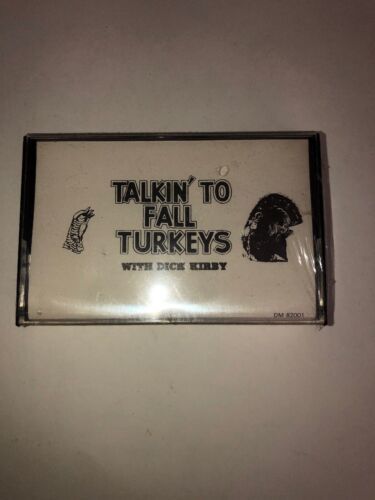 TALKIN' TO
FALL
TURKEYS
WITH DICK KIRBY
DM 82001